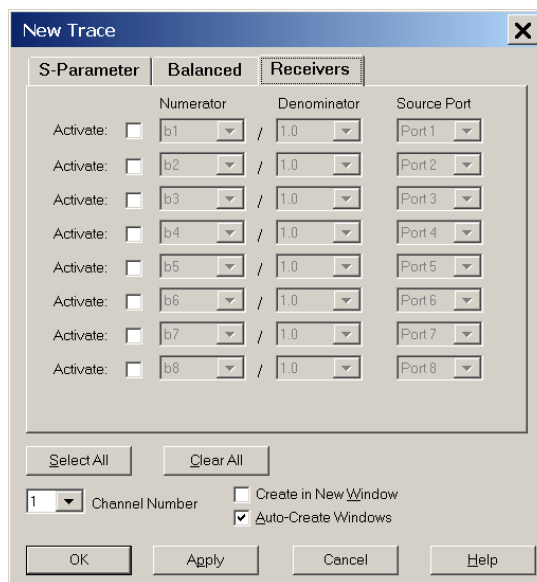 New Trace
S-Parameter Balanced Receivers
Numerator Denominator Source Port
Activate: b1 / 1.0 Port 1
Activate: b2 / 1.0 Port 2
Activate: b3 / 1.0 Port 3
Activate: b4 / 1.0 Port 4
Activate: b5 / 1.0 Port 5
Activate: b6 / 1.0 Port 6
Activate: b7 / 1.0 Port 7
Activate: b8 / 1.0 Port 8
Select All Clear All
1 Channel Number
Create in New Window
Auto-Create Windows
OK Apply Cancel Help